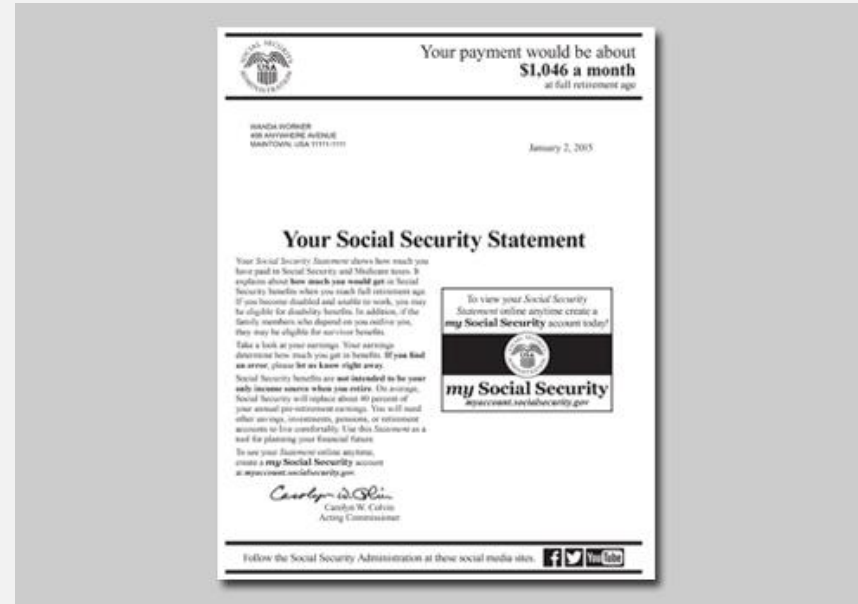 SOCIAL SECURITY ADMINISTRATION
USA
Your payment would be about
$1,046 a month
at full retirement age
WANDA WORKER
456 ANYWHERE AVENUE
MAINTOWN, USA 11111-1111
January 2, 2015
Your Social Security Statement
Your Social Security Statement shows how much you
have paid in Social Security and Medicare taxes. It
explains about how much you would get in Social
Security benefits when you reach full retirement age.
If you become disabled and unable to work, you may
be eligible for disability benefits. In addition, if the
family members who depend on you outlive you,
they may be eligible for survivor benefits.
Take a look at your earnings. Your earnings
determine how much you get in benefits. If you find
an error, please let us know right away.
Social Security benefits are not intended to be your
only income source when you retire. On average,
Social Security will replace about 40 percent of
your annual pre-retirement earnings. You will need
other savings, investments, pensions, or retirement
accounts to live comfortably. Use this Statement as a
tool for planning your financial future.
To see your Statement online anytime,
create a my Social Security account
at myaccount.socialsecurity.gov.
Carolyn W. Colvin
Carolyn W. Colvin
Acting Commissioner
To view your Social Security
Statement online anytime create a
my Social Security account today!
USA
my Social Security
myaccount.socialsecurity.gov
Follow the Social Security Administration at these social media sites.
f
YouTube